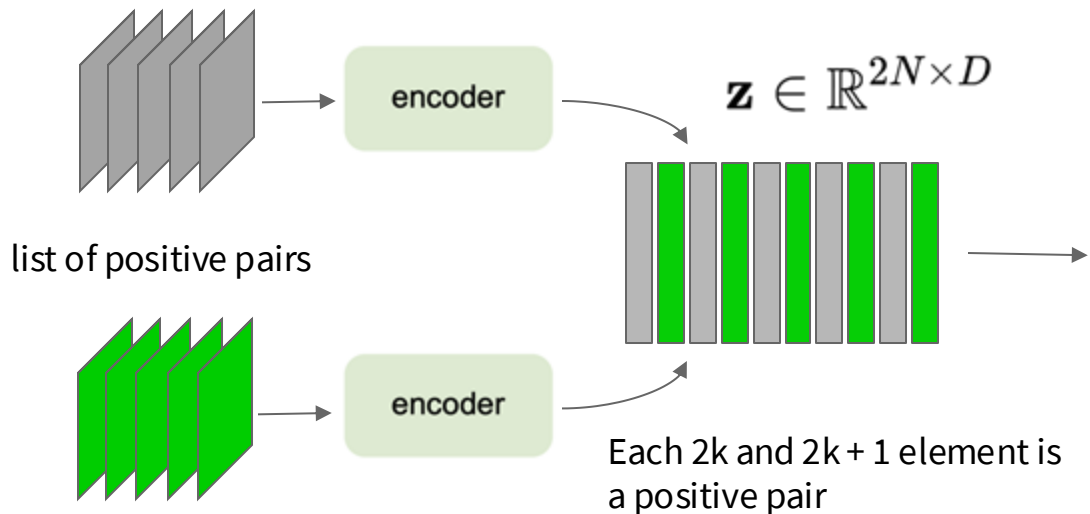 encoder
𝐳 ∈ ℝ^{2N×D}
list of positive pairs
encoder
Each 2k and 2k + 1 element is
a positive pair